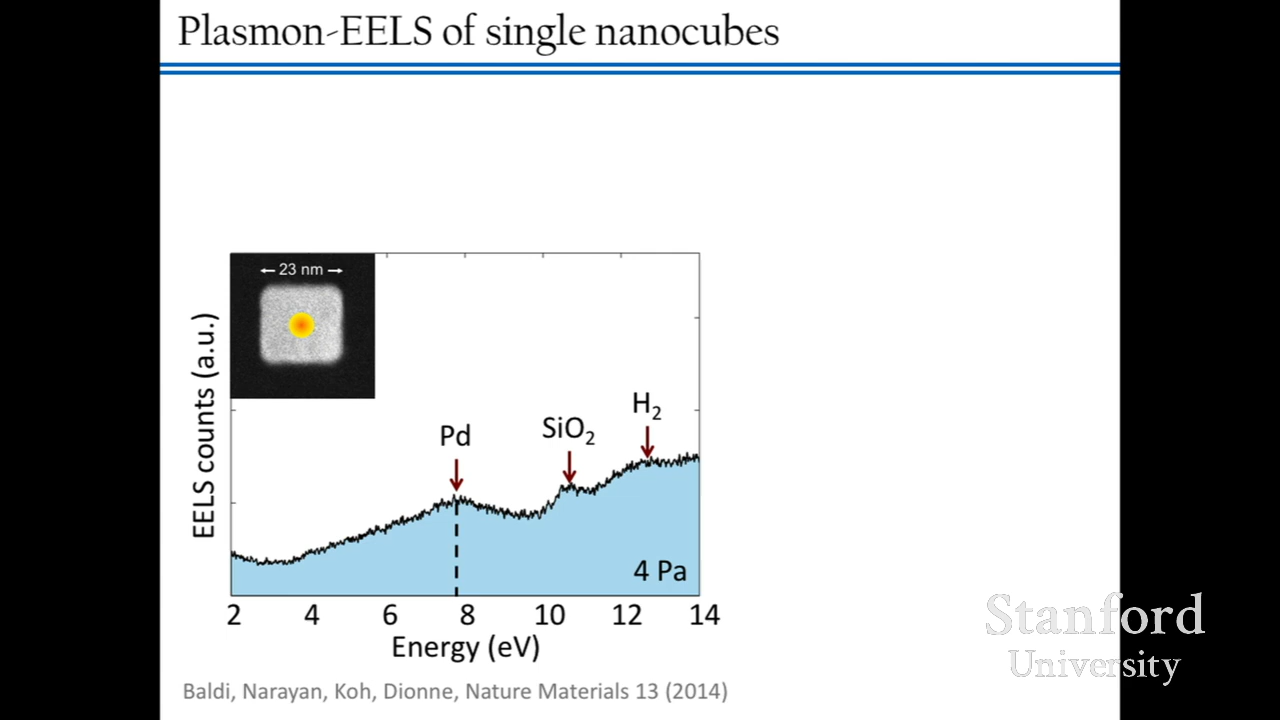 Plasmon-EELS of single nanocubes
← 23 nm →
EELS counts (a.u.)
Pd
SiO₂
H₂
4 Pa
2 4 6 8 10 12 14
Energy (eV)
Baldi, Narayan, Koh, Dionne, Nature Materials 13 (2014)
Stanford
University